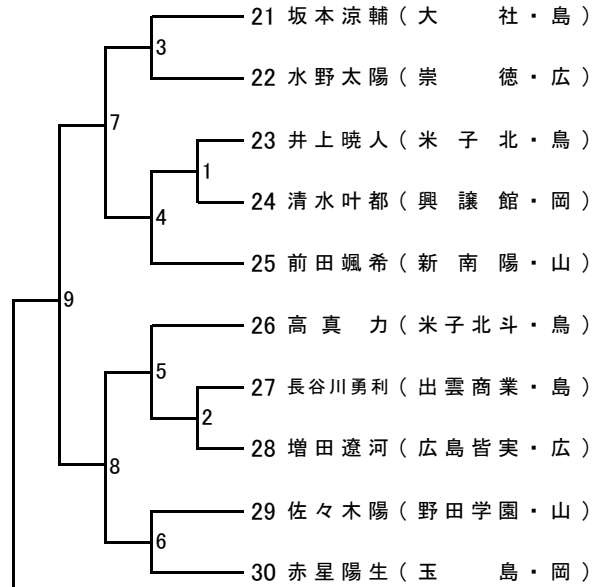 21 坂本涼輔 ( 大 社・島 )
3
22 水野太陽 ( 崇 徳・広 )
7
23 井上暁人 ( 米 子 北・鳥 )
1
24 清水叶都 ( 興 譲 館・岡 )
4
25 前田颯希 ( 新 南 陽・山 )
9
26 高 真 力 ( 米子北斗・鳥 )
5
27 長谷川勇利 ( 出雲商業・島 )
2
28 増田遼河 ( 広島皆実・広 )
8
29 佐々木陽 ( 野田学園・山 )
6
30 赤星陽生 ( 玉 島・岡 )